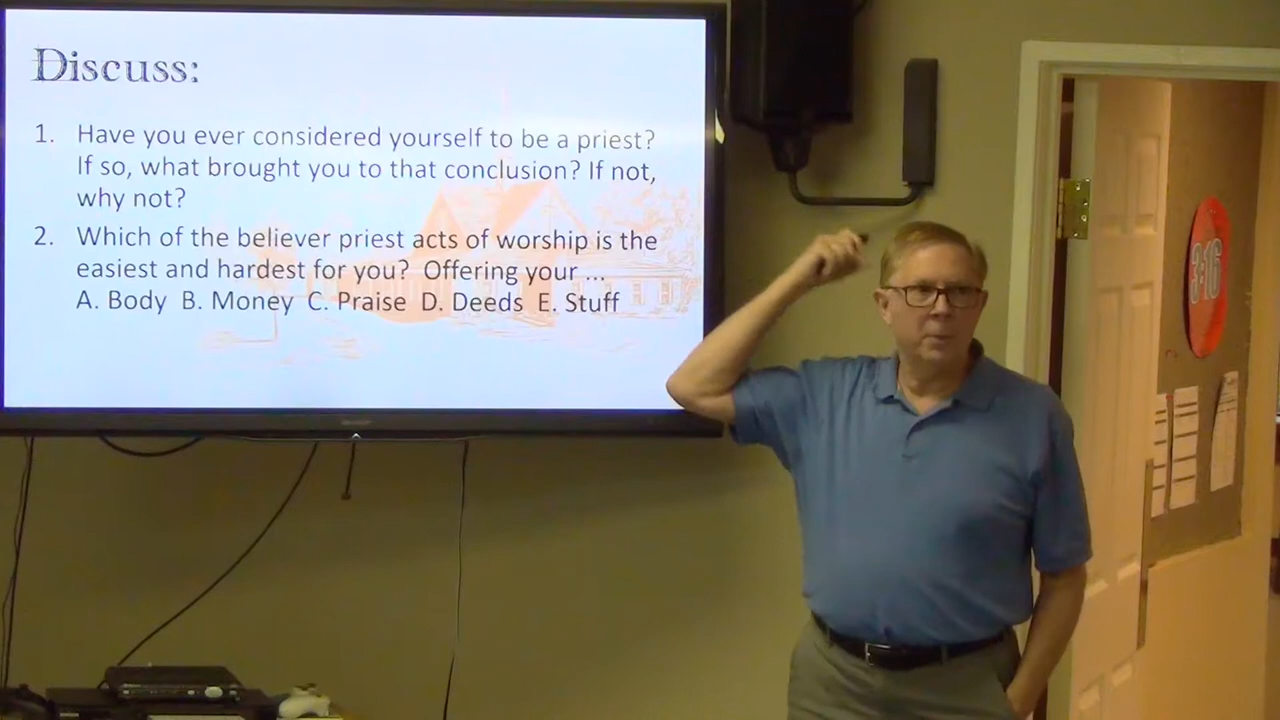 Discuss:
1. Have you ever considered yourself to be a priest?
If so, what brought you to that conclusion? If not,
why not?
2. Which of the believer priest acts of worship is the
easiest and hardest for you?  Offering your ...
A. Body  B. Money  C. Praise  D. Deeds  E. Stuff
3:16